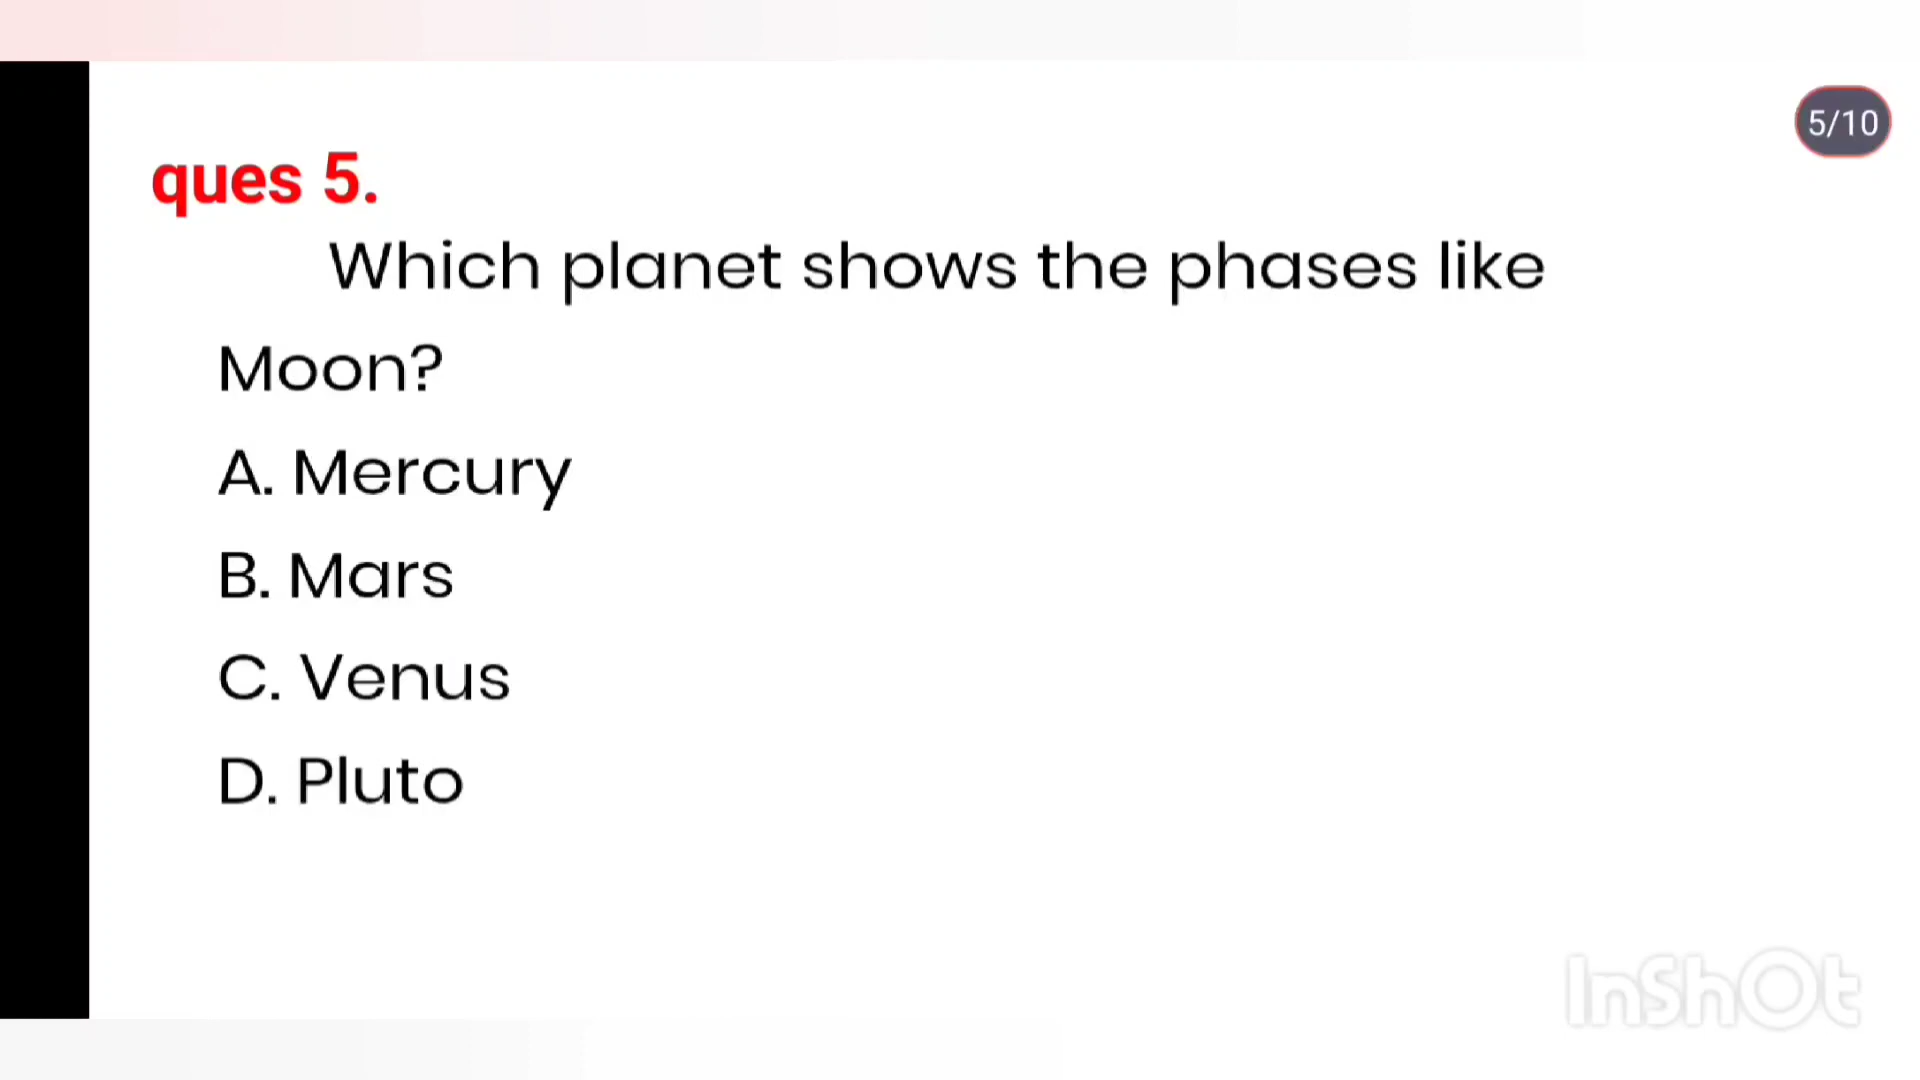 5/10
ques 5.
Which planet shows the phases like
Moon?
A. Mercury
B. Mars
C. Venus
D. Pluto
InShOt